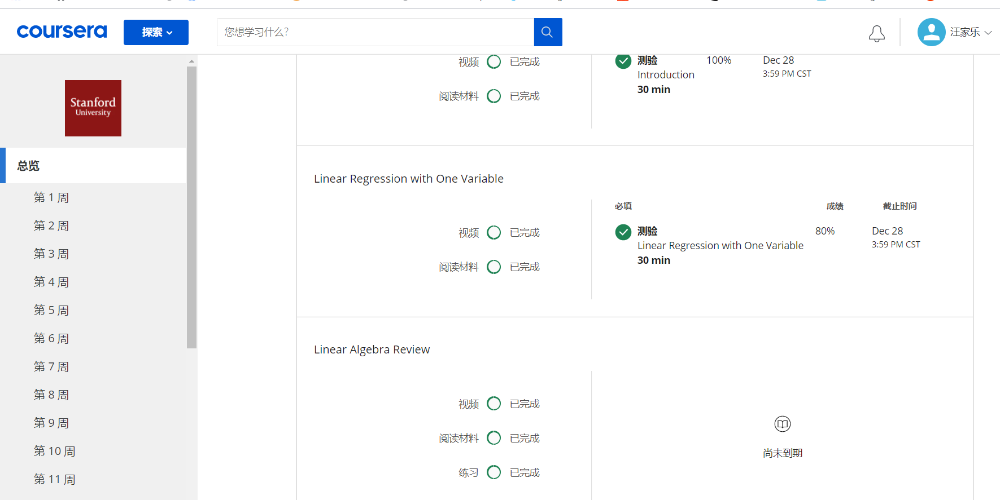 coursera
探索
您想学习什么?
汪家乐
Stanford
University
总览
第 1 周
第 2 周
第 3 周
第 4 周
第 5 周
第 6 周
第 7 周
第 8 周
第 9 周
第 10 周
第 11 周
视频 已完成
阅读材料 已完成
测验 100% Dec 28
Introduction 3:59 PM CST
30 min
Linear Regression with One Variable
必填 成绩 截止时间
视频 已完成
阅读材料 已完成
测验 80% Dec 28
Linear Regression with One Variable 3:59 PM CST
30 min
Linear Algebra Review
视频 已完成
阅读材料 已完成
练习 已完成
尚未到期